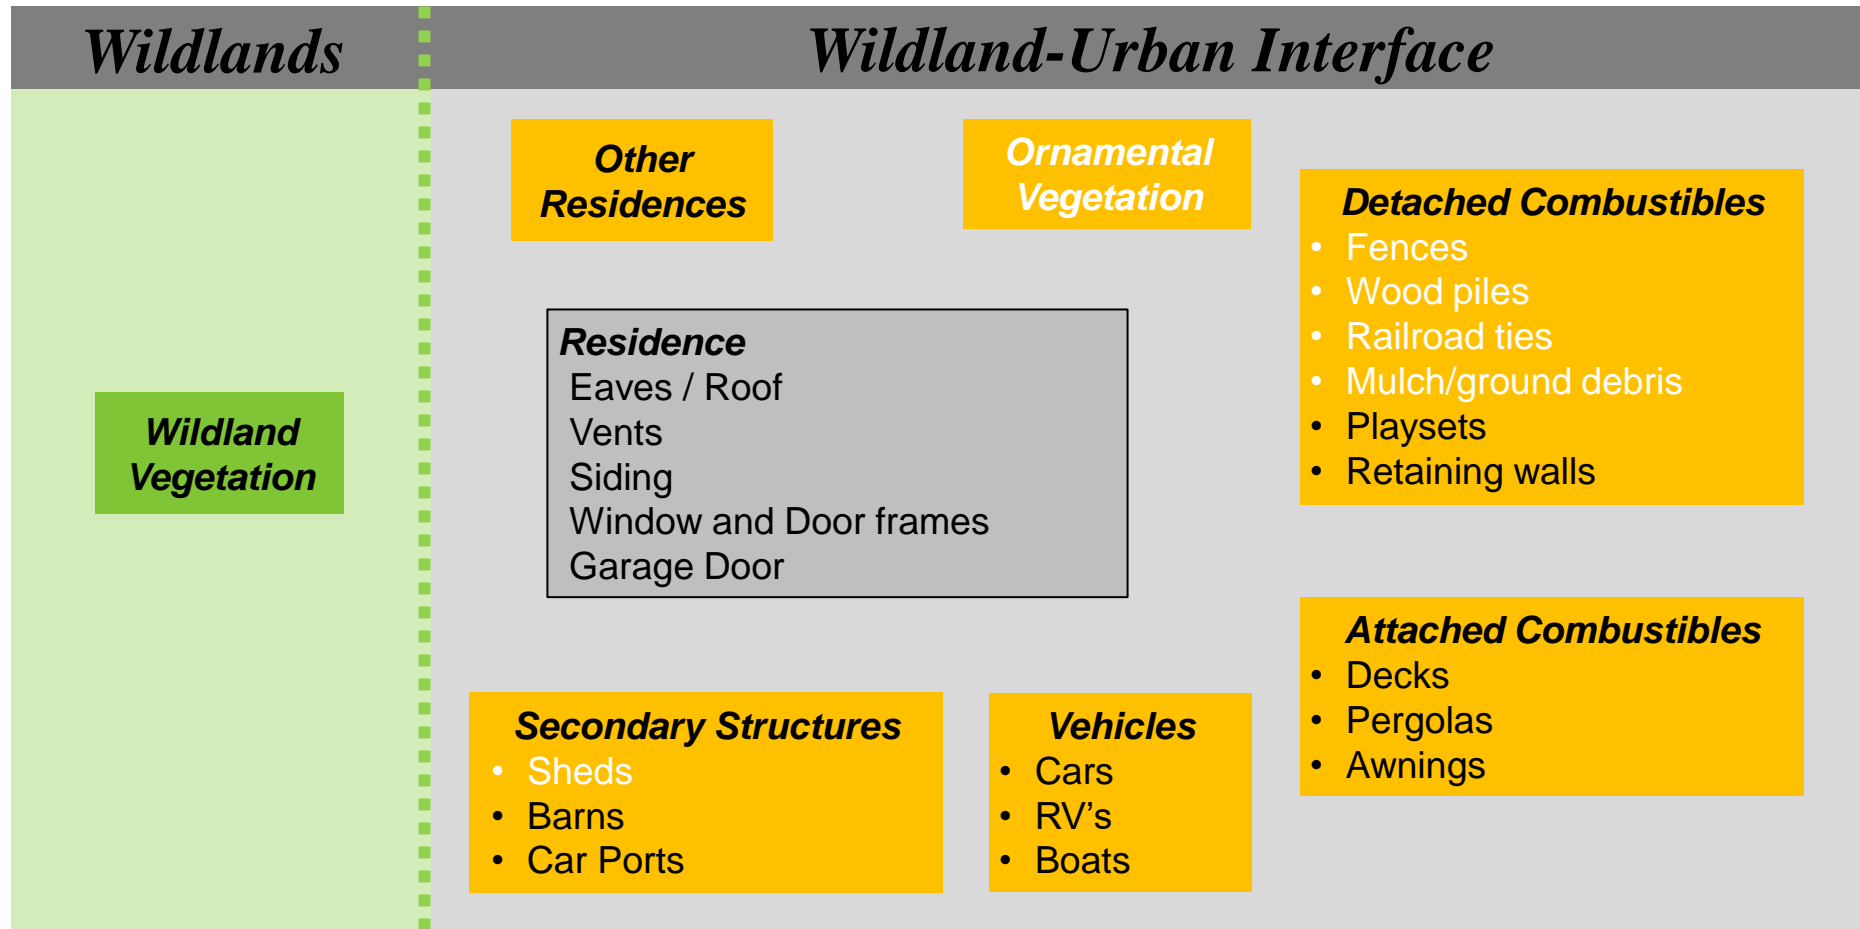 Wildlands
Wildland-Urban Interface
Other
Residences
Ornamental
Vegetation
Detached Combustibles
• Fences
• Wood piles
• Railroad ties
• Mulch/ground debris
• Playsets
• Retaining walls
Residence
Eaves / Roof
Vents
Siding
Window and Door frames
Garage Door
Wildland
Vegetation
Attached Combustibles
• Decks
• Pergolas
• Awnings
Secondary Structures
• Sheds
• Barns
• Car Ports
Vehicles
• Cars
• RV’s
• Boats